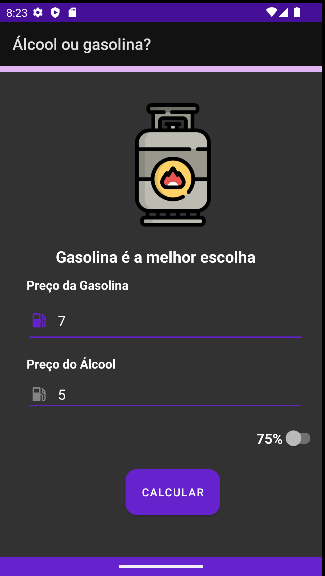 8:23
Álcool ou gasolina?
Gasolina é a melhor escolha
Preço da Gasolina
7
Preço do Álcool
5
75%
CALCULAR